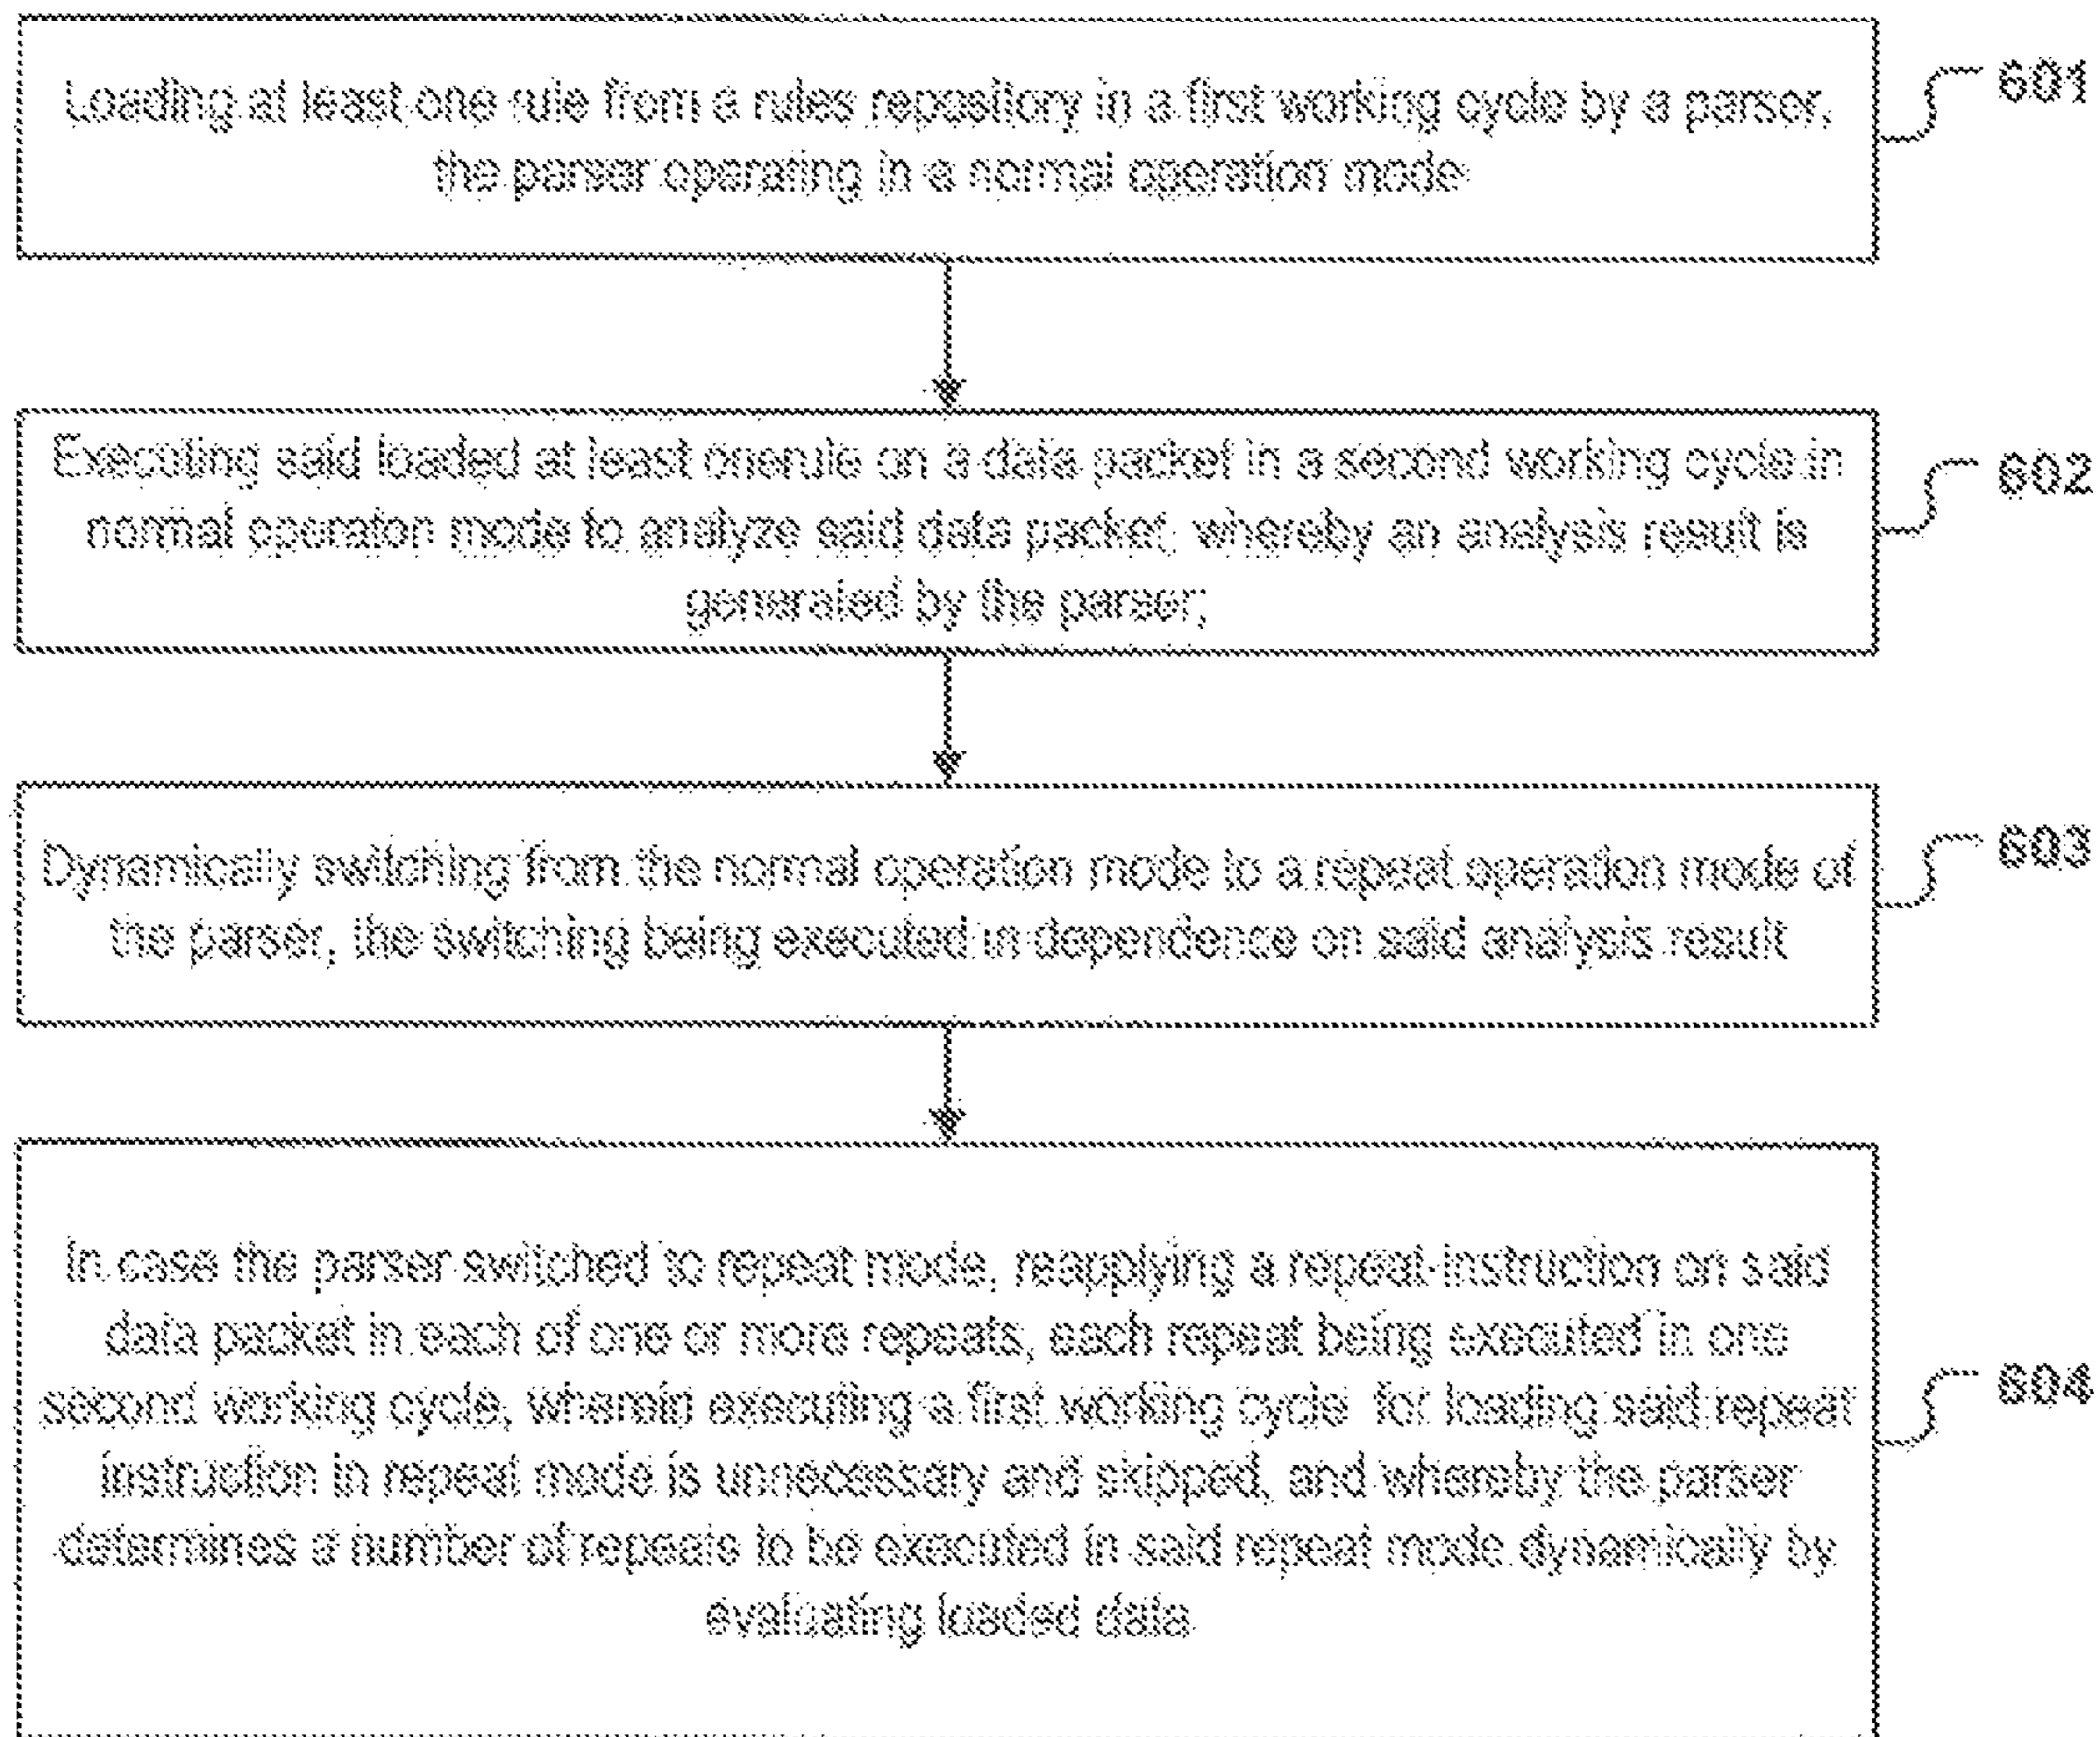 Loading at least one rule from a rules repository in a first working cycle by a parser,
the parser operating in a normal operation mode
601
Executing said loaded at least onerule on a data packet in a second working cycle in
normal operaton mode to analyze said data packet, whereby an analysis result is
generated by the parser;
602
Dynamically switching from the normal operation mode to a repeat operation mode of
the parser, the switching being executed in dependence on said analysis result
603
In case the parser switched to repeat mode, reapplying a repeat-instruction on said
data packet in each of one or more repeats, each repeat being executed in one
second working cycle, wherein executing a first working cycle for loading said repeat
instruction in repeat mode is unnecessary and skipped, and whereby the parser
determines a number of repeats to be executed in said repeat mode dynamically by
evaluating loaded data
604